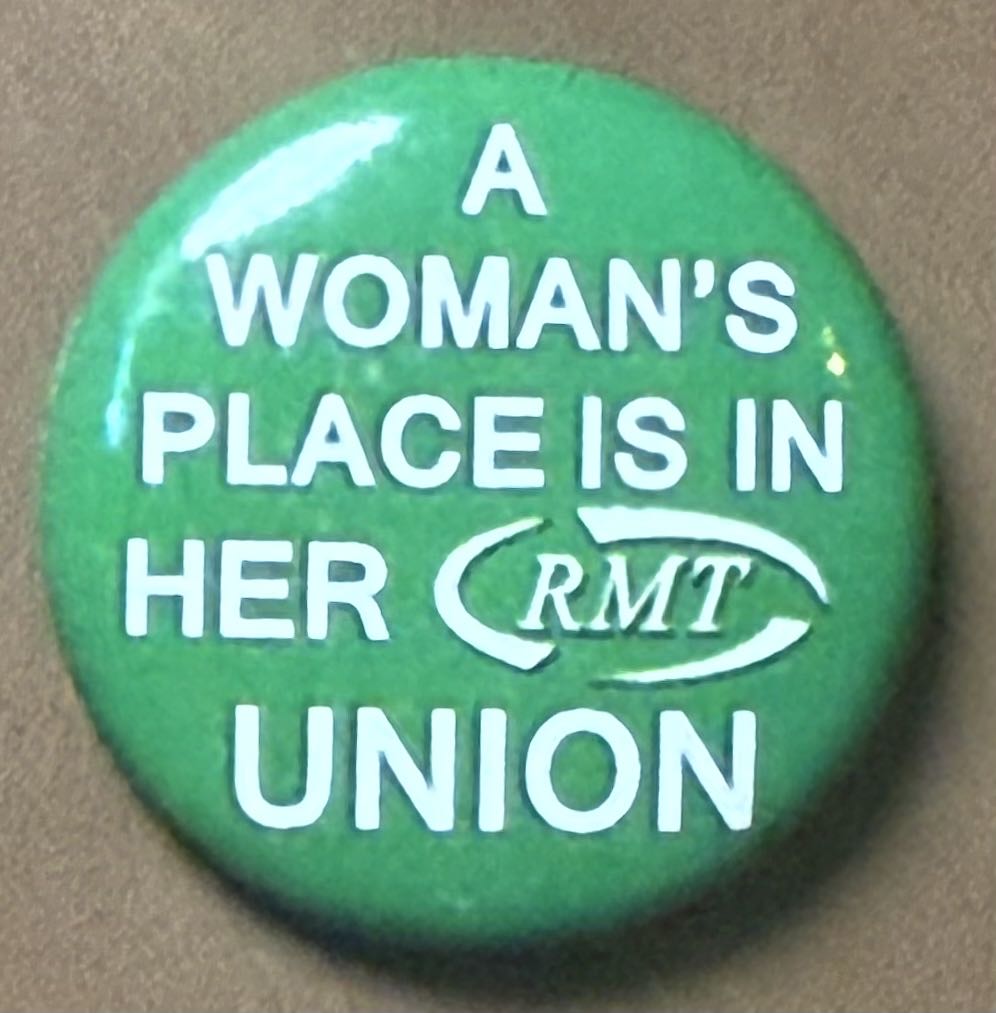 A
WOMAN'S
PLACE IS IN
HER RMT
UNION